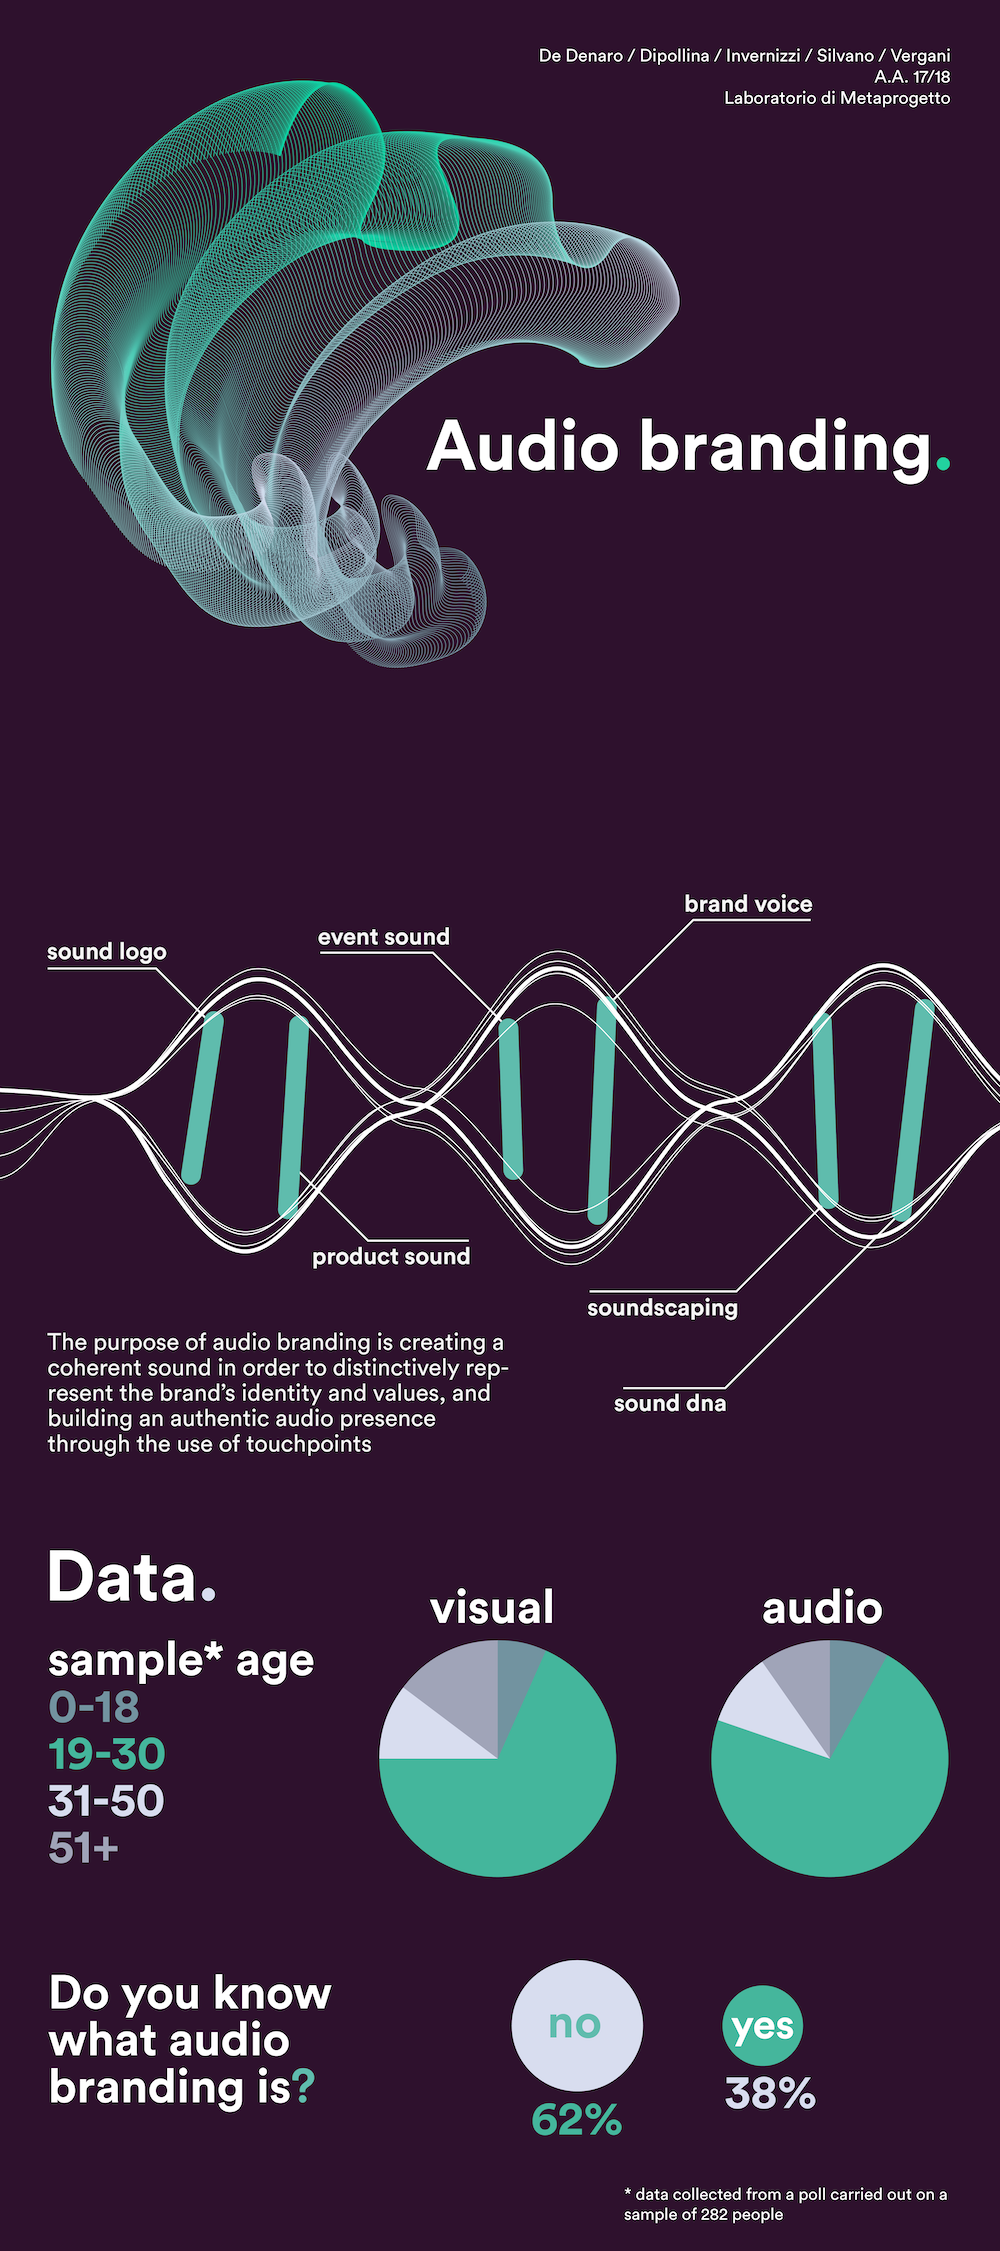 De Denaro / Dipollina / Invernizzi / Silvano / Vergani
A.A. 17/18
Laboratorio di Metaprogetto
Audio branding.
brand voice
event sound
sound logo
product sound
soundscaping
sound dna
The purpose of audio branding is creating a
coherent sound in order to distinctively rep-
resent the brand's identity and values, and
building an authentic audio presence
through the use of touchpoints
Data.
visual
audio
sample* age
0-18
19-30
31-50
51+
Do you know
what audio
branding is?
no
62%
yes
38%
* data collected from a poll carried out on a
sample of 282 people